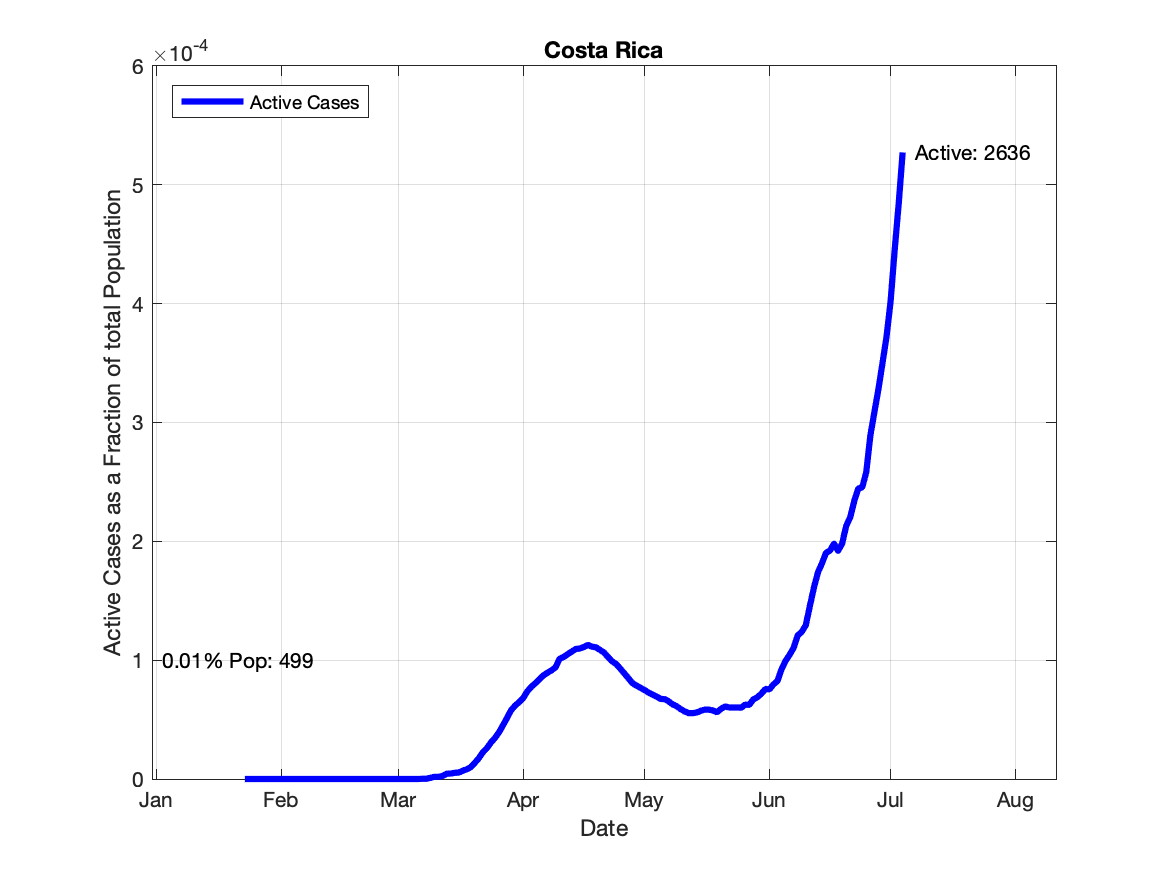 Costa Rica
×10-4
6
5
4
3
2
1
0
Active Cases
Active: 2636
0.01% Pop: 499
Active Cases as a Fraction of total Population
Jan Feb Mar Apr May Jun Jul Aug
Date